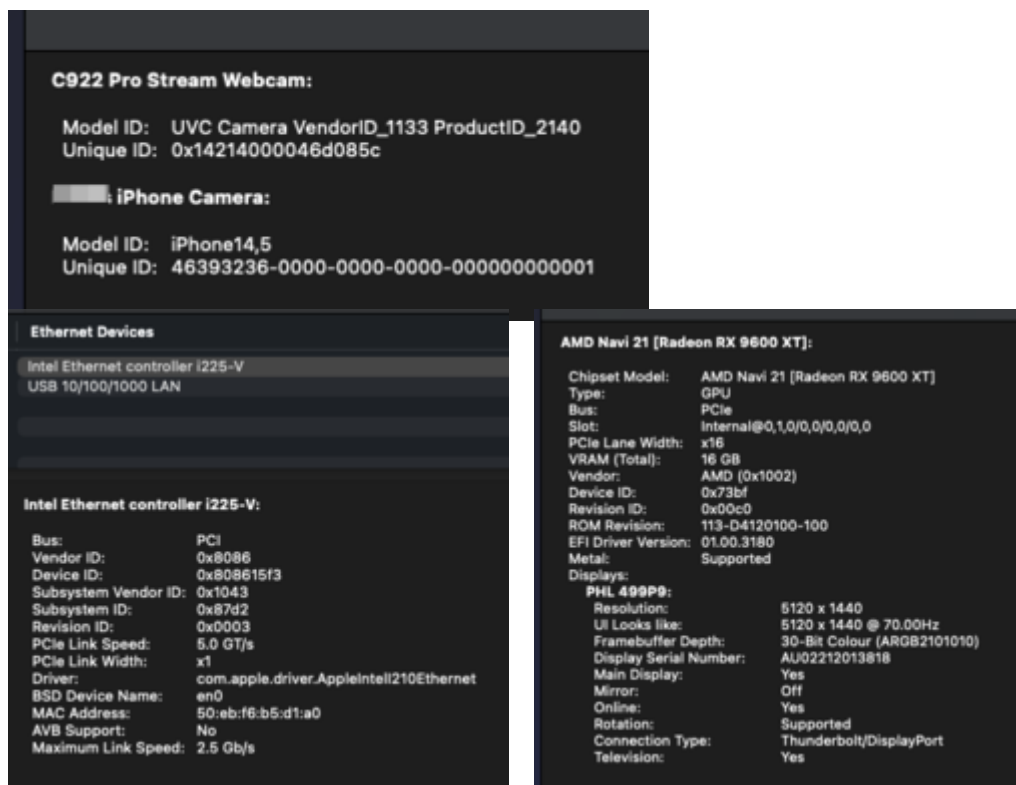 C922 Pro Stream Webcam:
Model ID: UVC Camera VendorID_1133 ProductID_2140
Unique ID: 0x14214000046d085c
iPhone Camera:
Model ID: iPhone14,5
Unique ID: 46393236-0000-0000-0000-000000000001
Ethernet Devices
Intel Ethernet controller i225-V
USB 10/100/1000 LAN
Intel Ethernet controller i225-V:
Bus: PCI
Vendor ID: 0x8086
Device ID: 0x808615f3
Subsystem Vendor ID: 0x1043
Subsystem ID: 0x87d2
Revision ID: 0x0003
PCIe Link Speed: 5.0 GT/s
PCIe Link Width: x1
Driver: com.apple.driver.AppleIntelI210Ethernet
BSD Device Name: en0
MAC Address: 50:eb:f6:b5:d1:a0
AVB Support: No
Maximum Link Speed: 2.5 Gb/s
AMD Navi 21 [Radeon RX 9600 XT]:
Chipset Model: AMD Navi 21 [Radeon RX 9600 XT]
Type: GPU
Bus: PCIe
Slot: Internal@0,1,0/0,0/0,0/0,0
PCIe Lane Width: x16
VRAM (Total): 16 GB
Vendor: AMD (0x1002)
Device ID: 0x73bf
Revision ID: 0x00c0
ROM Revision: 113-D4120100-100
EFI Driver Version: 01.00.3180
Metal: Supported
Displays:
PHL 499P9:
Resolution: 5120 x 1440
UI Looks like: 5120 x 1440 @ 70.00Hz
Framebuffer Depth: 30-Bit Colour (ARGB2101010)
Display Serial Number: AU02212013818
Main Display: Yes
Mirror: Off
Online: Yes
Rotation: Supported
Connection Type: Thunderbolt/DisplayPort
Television: Yes